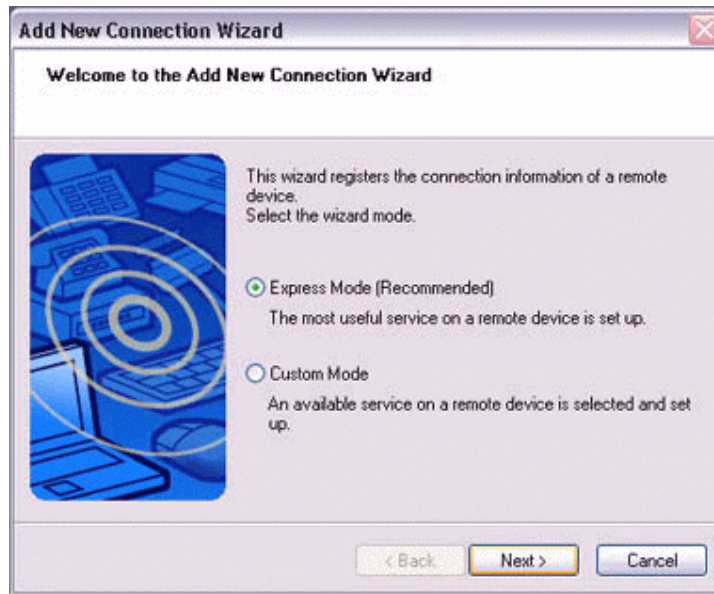 Add New Connection Wizard
Welcome to the Add New Connection Wizard
This wizard registers the connection information of a remote
device.
Select the wizard mode.
Express Mode (Recommended)
The most useful service on a remote device is set up.
Custom Mode
An available service on a remote device is selected and set
up.
< Back Next > Cancel